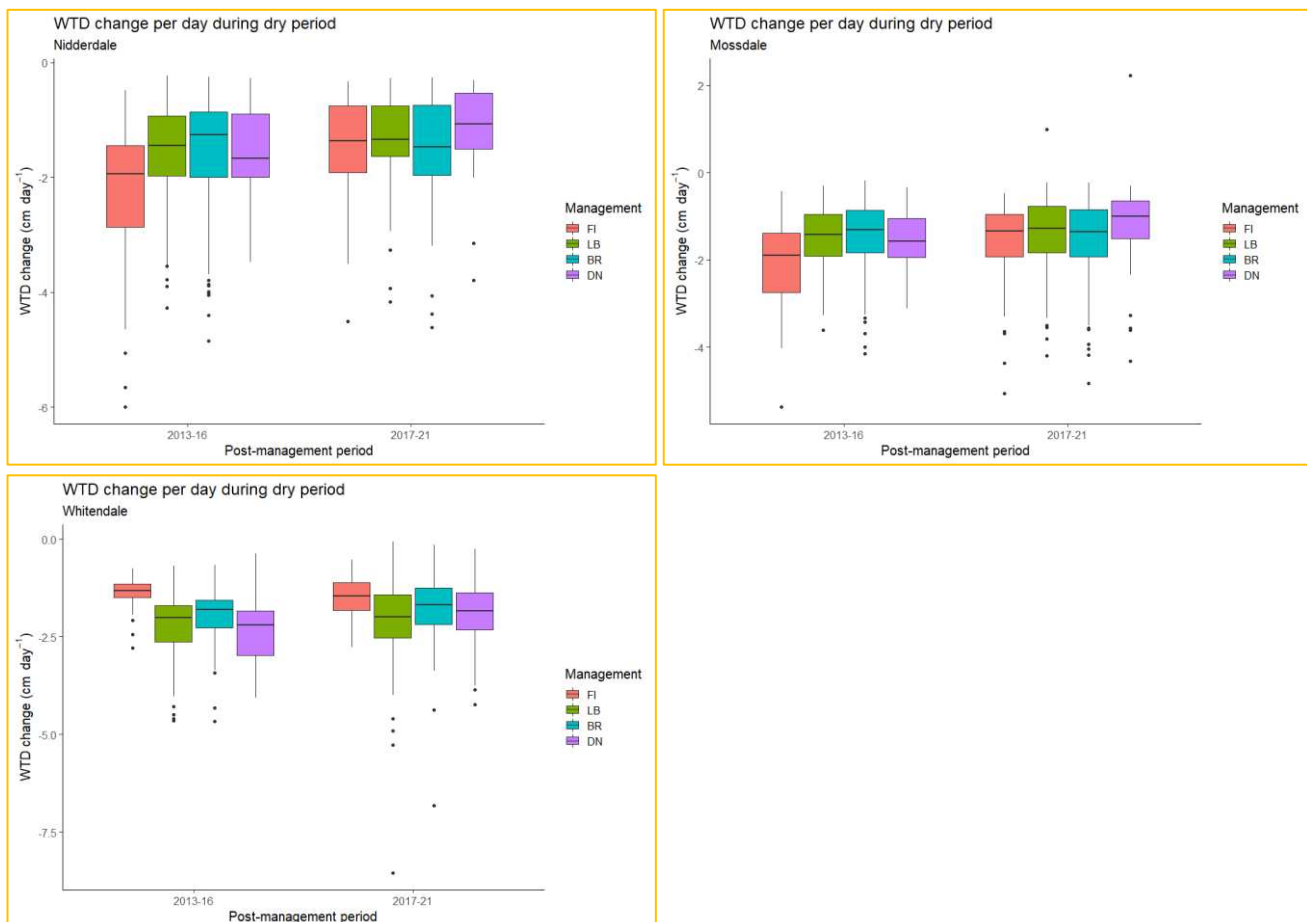 WTD change per day during dry period
Nidderdale
WTD change (cm day⁻¹)
0
-2
-4
-6
2013-16
2017-21
Post-management period
Management
FI
LB
BR
DN
WTD change per day during dry period
Mossdale
WTD change (cm day⁻¹)
2
0
-2
-4
2013-16
2017-21
Post-management period
Management
FI
LB
BR
DN
WTD change per day during dry period
Whitendale
WTD change (cm day⁻¹)
0.0
-2.5
-5.0
-7.5
2013-16
2017-21
Post-management period
Management
FI
LB
BR
DN